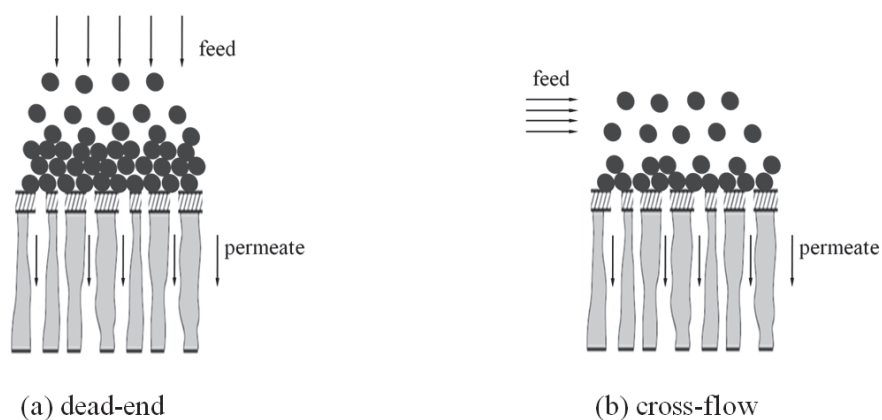 feed
permeate
(a) dead-end
feed
permeate
(b) cross-flow